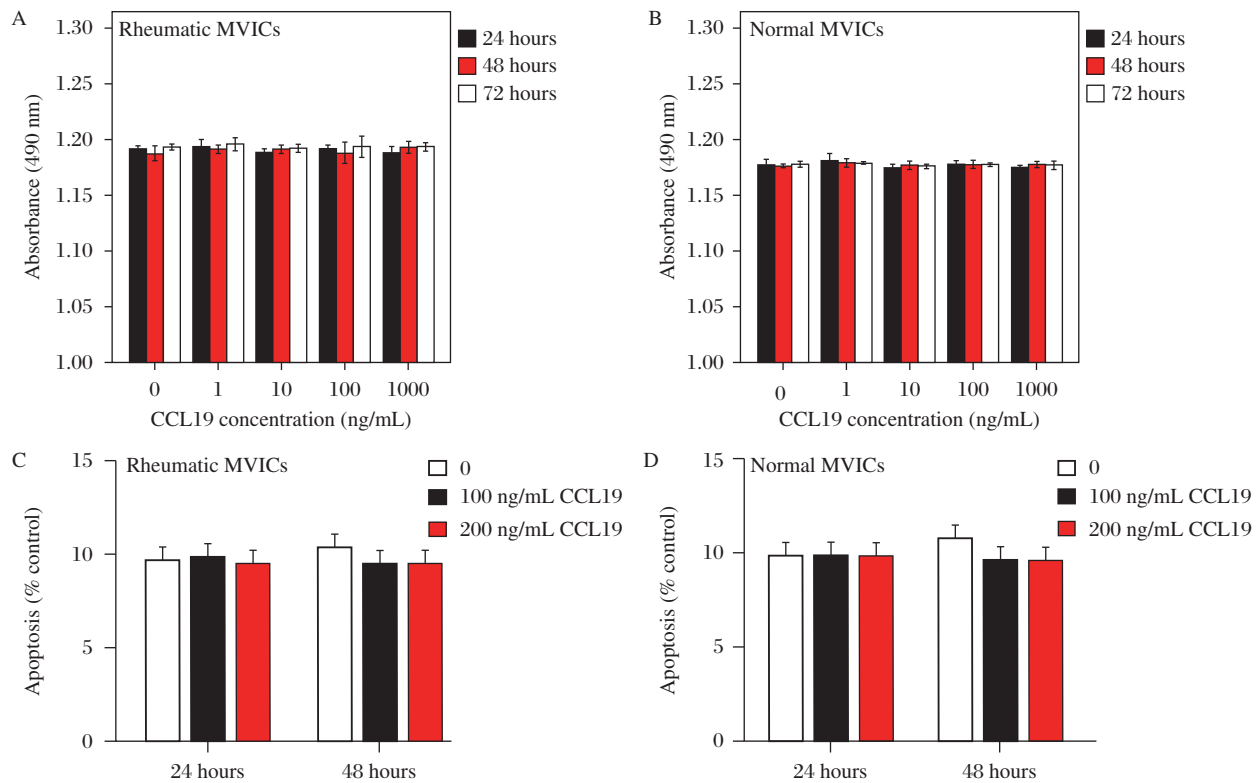 A
Rheumatic MVICs
24 hours
48 hours
72 hours
Absorbance (490 nm)
1.30
1.25
1.20
1.15
1.10
1.05
1.00
0 1 10 100 1000
CCL19 concentration (ng/mL)
B
Normal MVICs
24 hours
48 hours
72 hours
Absorbance (490 nm)
1.30
1.25
1.20
1.15
1.10
1.05
1.00
0 1 10 100 1000
CCL19 concentration (ng/mL)
C
Rheumatic MVICs
0
100 ng/mL CCL19
200 ng/mL CCL19
Apoptosis (% control)
15
10
5
0
24 hours 48 hours
D
Normal MVICs
0
100 ng/mL CCL19
200 ng/mL CCL19
Apoptosis (% control)
15
10
5
0
24 hours 48 hours